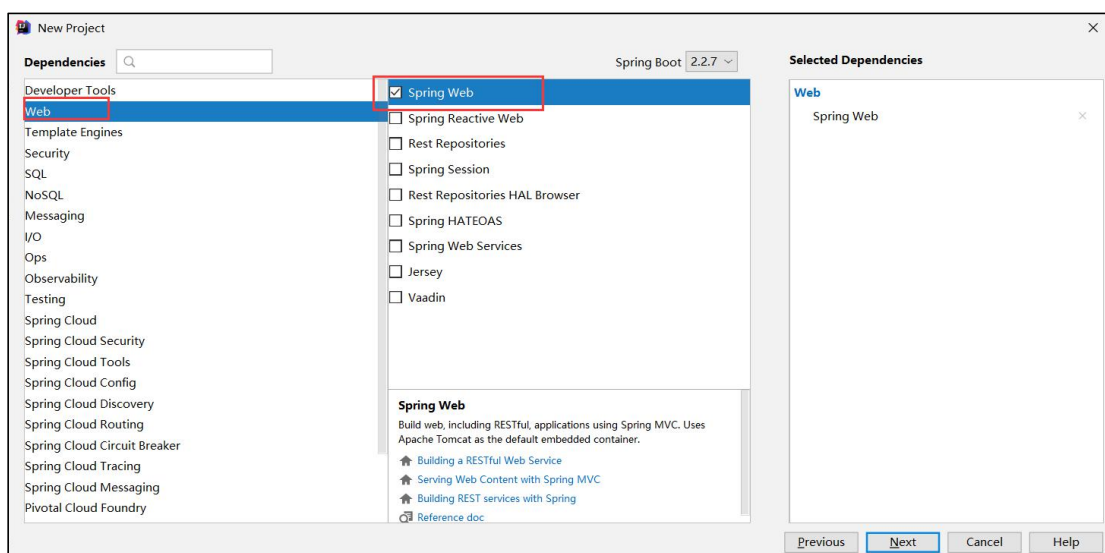 New Project
Dependencies
Spring Boot 2.2.7
Selected Dependencies
Developer Tools
Web
Template Engines
Security
SQL
NoSQL
Messaging
I/O
Ops
Observability
Testing
Spring Cloud
Spring Cloud Security
Spring Cloud Tools
Spring Cloud Config
Spring Cloud Discovery
Spring Cloud Routing
Spring Cloud Circuit Breaker
Spring Cloud Tracing
Spring Cloud Messaging
Pivotal Cloud Foundry
Spring Web
Spring Reactive Web
Rest Repositories
Spring Session
Rest Repositories HAL Browser
Spring HATEOAS
Spring Web Services
Jersey
Vaadin
Spring Web
Build web, including RESTful, applications using Spring MVC. Uses
Apache Tomcat as the default embedded container.
Building a RESTful Web Service
Serving Web Content with Spring MVC
Building REST services with Spring
Reference doc
Web
Spring Web
Previous
Next
Cancel
Help